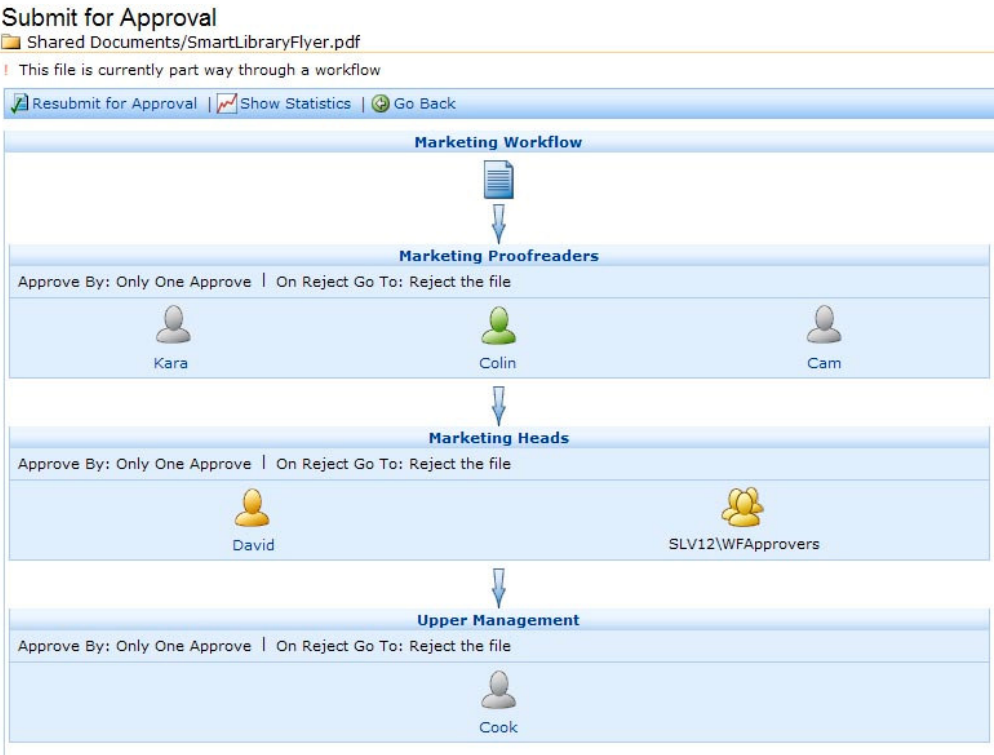 Submit for Approval
Shared Documents/SmartLibraryFlyer.pdf
! This file is currently part way through a workflow
Resubmit for Approval | Show Statistics | Go Back
Marketing Workflow
Marketing Proofreaders
Approve By: Only One Approve | On Reject Go To: Reject the file
Kara Colin Cam
Marketing Heads
Approve By: Only One Approve | On Reject Go To: Reject the file
David SLV12\WFApprovers
Upper Management
Approve By: Only One Approve | On Reject Go To: Reject the file
Cook